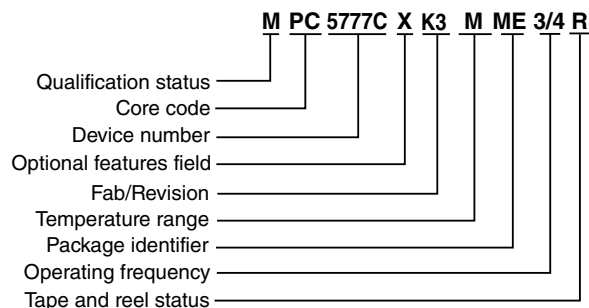 M PC 5777C X K3 M ME 3/4 R
Qualification status
Core code
Device number
Optional features field
Fab/Revision
Temperature range
Package identifier
Operating frequency
Tape and reel status